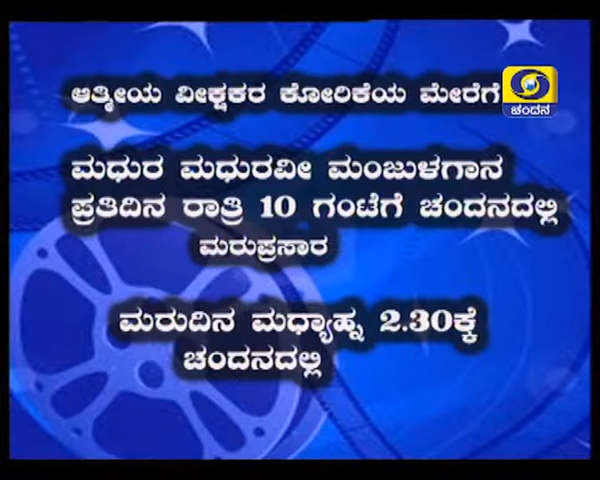 ಆತ್ಮೀಯ ವೀಕ್ಷಕರ ಕೋರಿಕೆಯ ಮೇರೆಗೆ
ಚಂದನ
ಮಧುರ ಮಧುರವೀ ಮಂಜುಳಗಾನ
ಪ್ರತಿದಿನ ರಾತ್ರಿ 10 ಗಂಟೆಗೆ ಚಂದನದಲ್ಲಿ
ಮರುಪ್ರಸಾರ
ಮರುದಿನ ಮಧ್ಯಾಹ್ನ 2.30ಕ್ಕೆ
ಚಂದನದಲ್ಲಿ